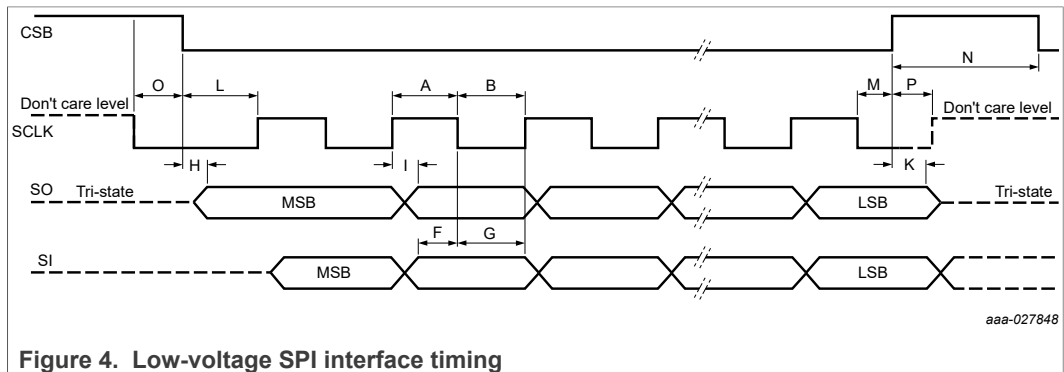 CSB
O L A B M P N
Don't care level Don't care level
SCLK
H I K
SO Tri-state MSB LSB Tri-state
F G
SI MSB LSB
aaa-027848
Figure 4. Low-voltage SPI interface timing